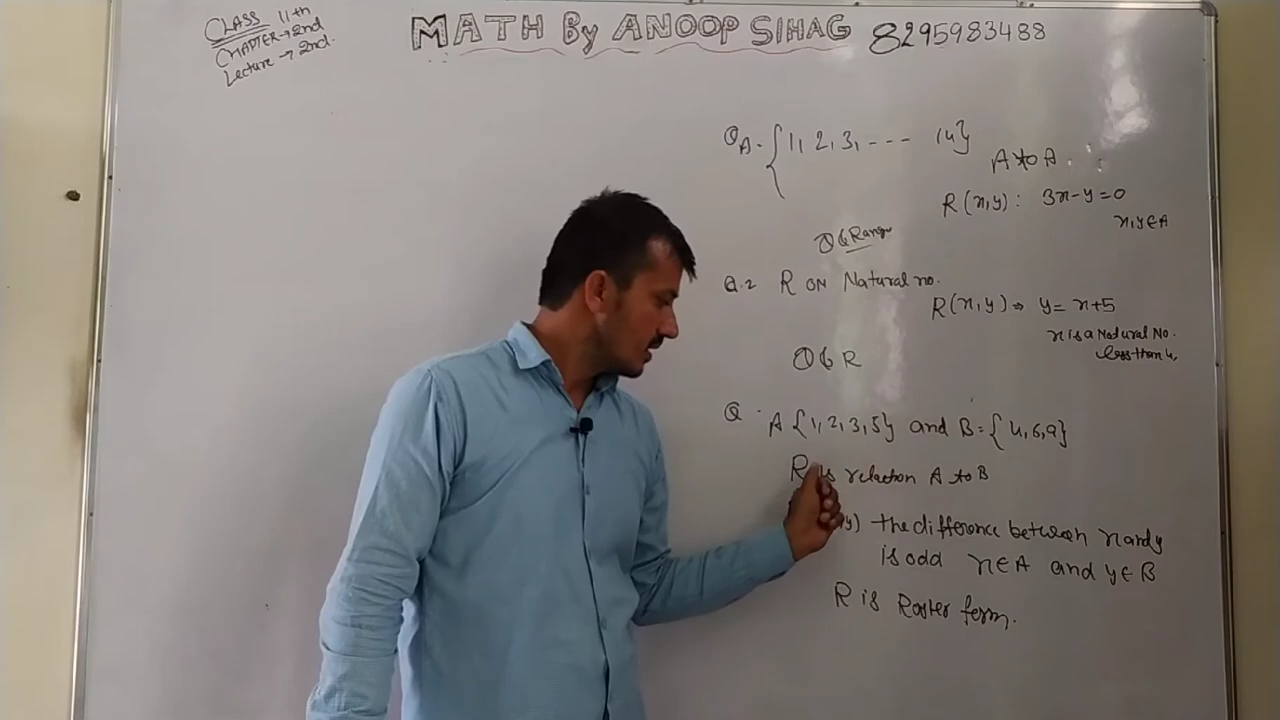 CLASS 11th
CHAPTER → 2nd
Lecture → 2nd.
MATH By ANOOP SIHAG 8295983488
Q A = {1, 2, 3, --- 14}
A to A
R(x,y) : 3x-y=0
x,y∈A
Range
Q.2 R ON Natural no.
R(x,y) ⇒ y = x+5
x is a Natural No.
less than 4,
R
Q. A {1,2,3,5} and B = {4,6,9}
R is relation A to B
y) the difference between x and y
is odd x∈A and y∈B
R is Roster form.